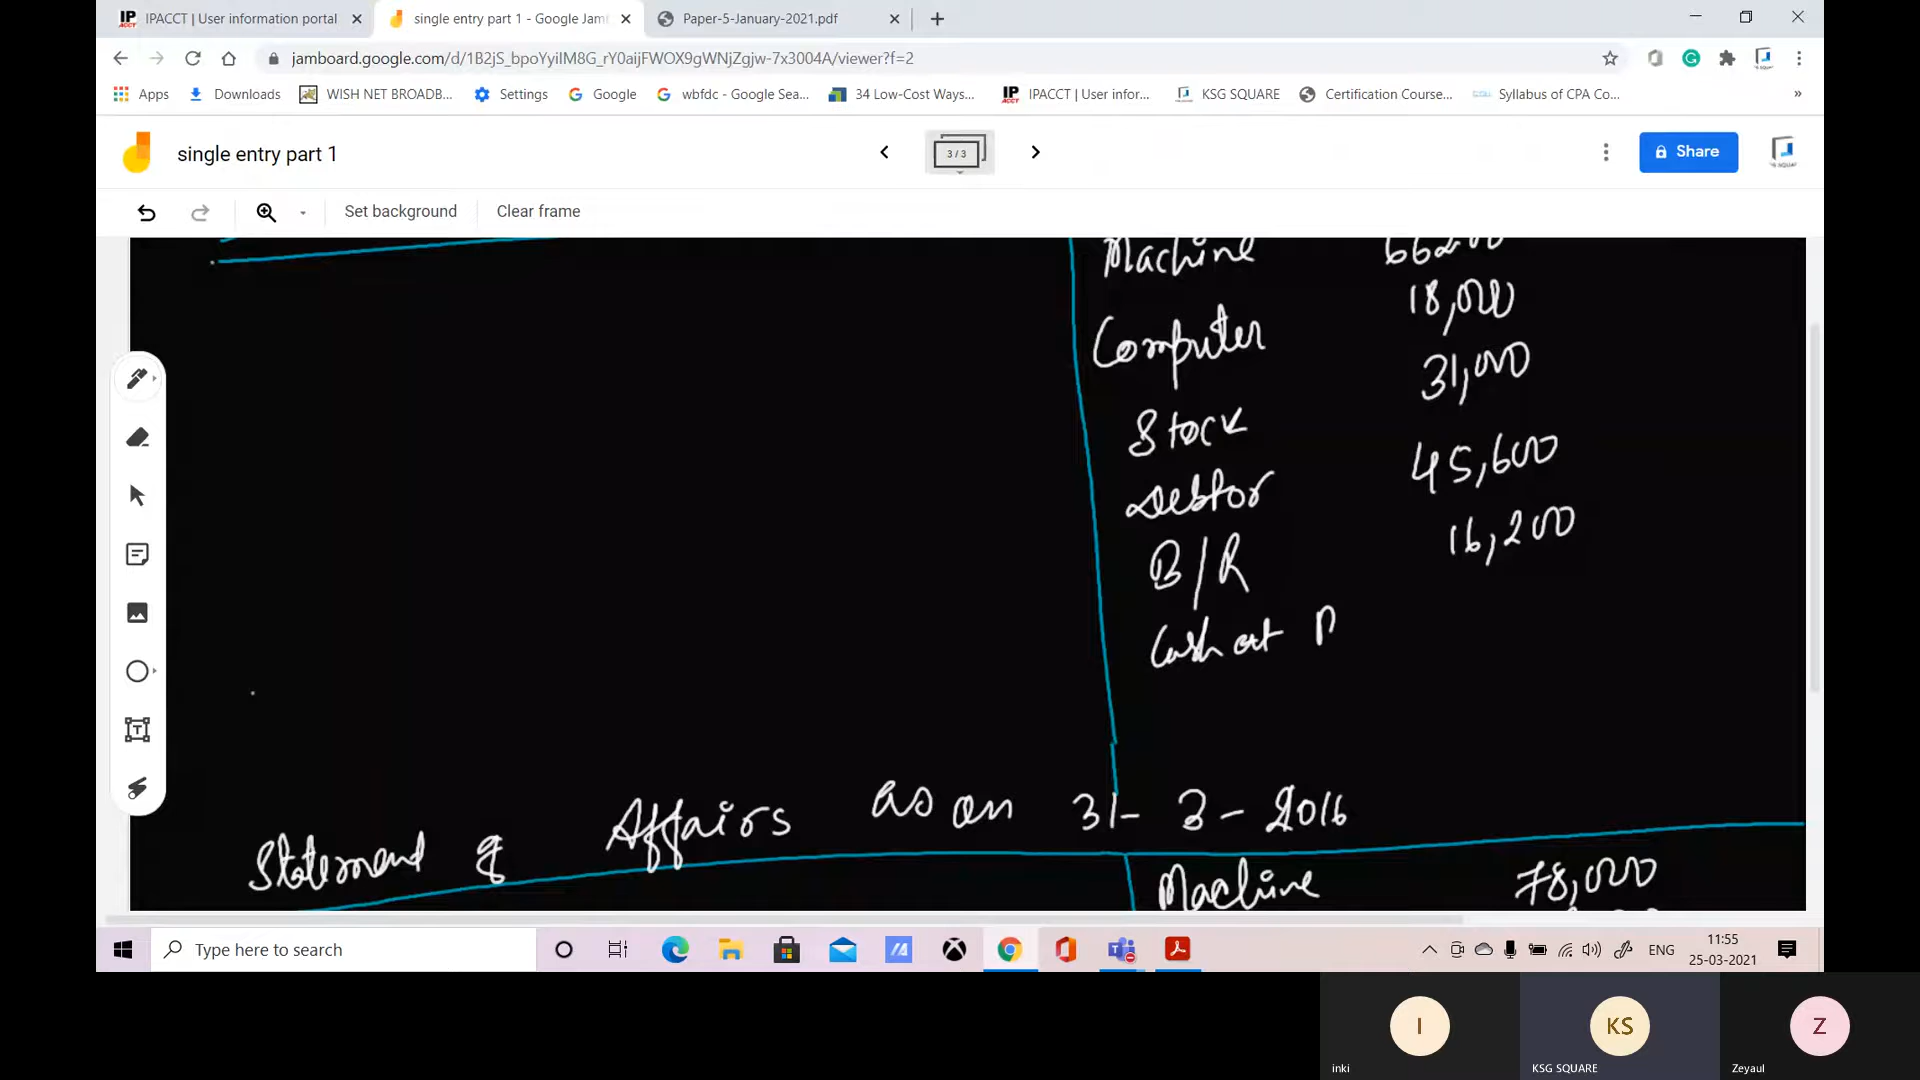 IPACCT | User information portal
single entry part 1 - Google Jam
Paper-5-January-2021.pdf
jamboard.google.com/d/1B2jS_bpoYyiIM8G_rY0aijFWOX9gWNjZgjw-7x3004A/viewer?f=2
Apps
Downloads
WISH NET BROADB...
Settings
Google
wbfdc - Google Sea...
34 Low-Cost Ways...
IPACCT | User infor...
KSG SQUARE
Certification Course...
Syllabus of CPA Co...
»
single entry part 1
3 / 3
Share
Set background
Clear frame
Machine 66200
Computer 18,000
Stock 31,000
Debtor 45,600
B/R 16,200
Cash at
Statement of Affairs as on 31-3-2016
Machine 78,000
Type here to search
ENG
11:55
25-03-2021
I
KS
Z
inki
KSG SQUARE
Zeyaul